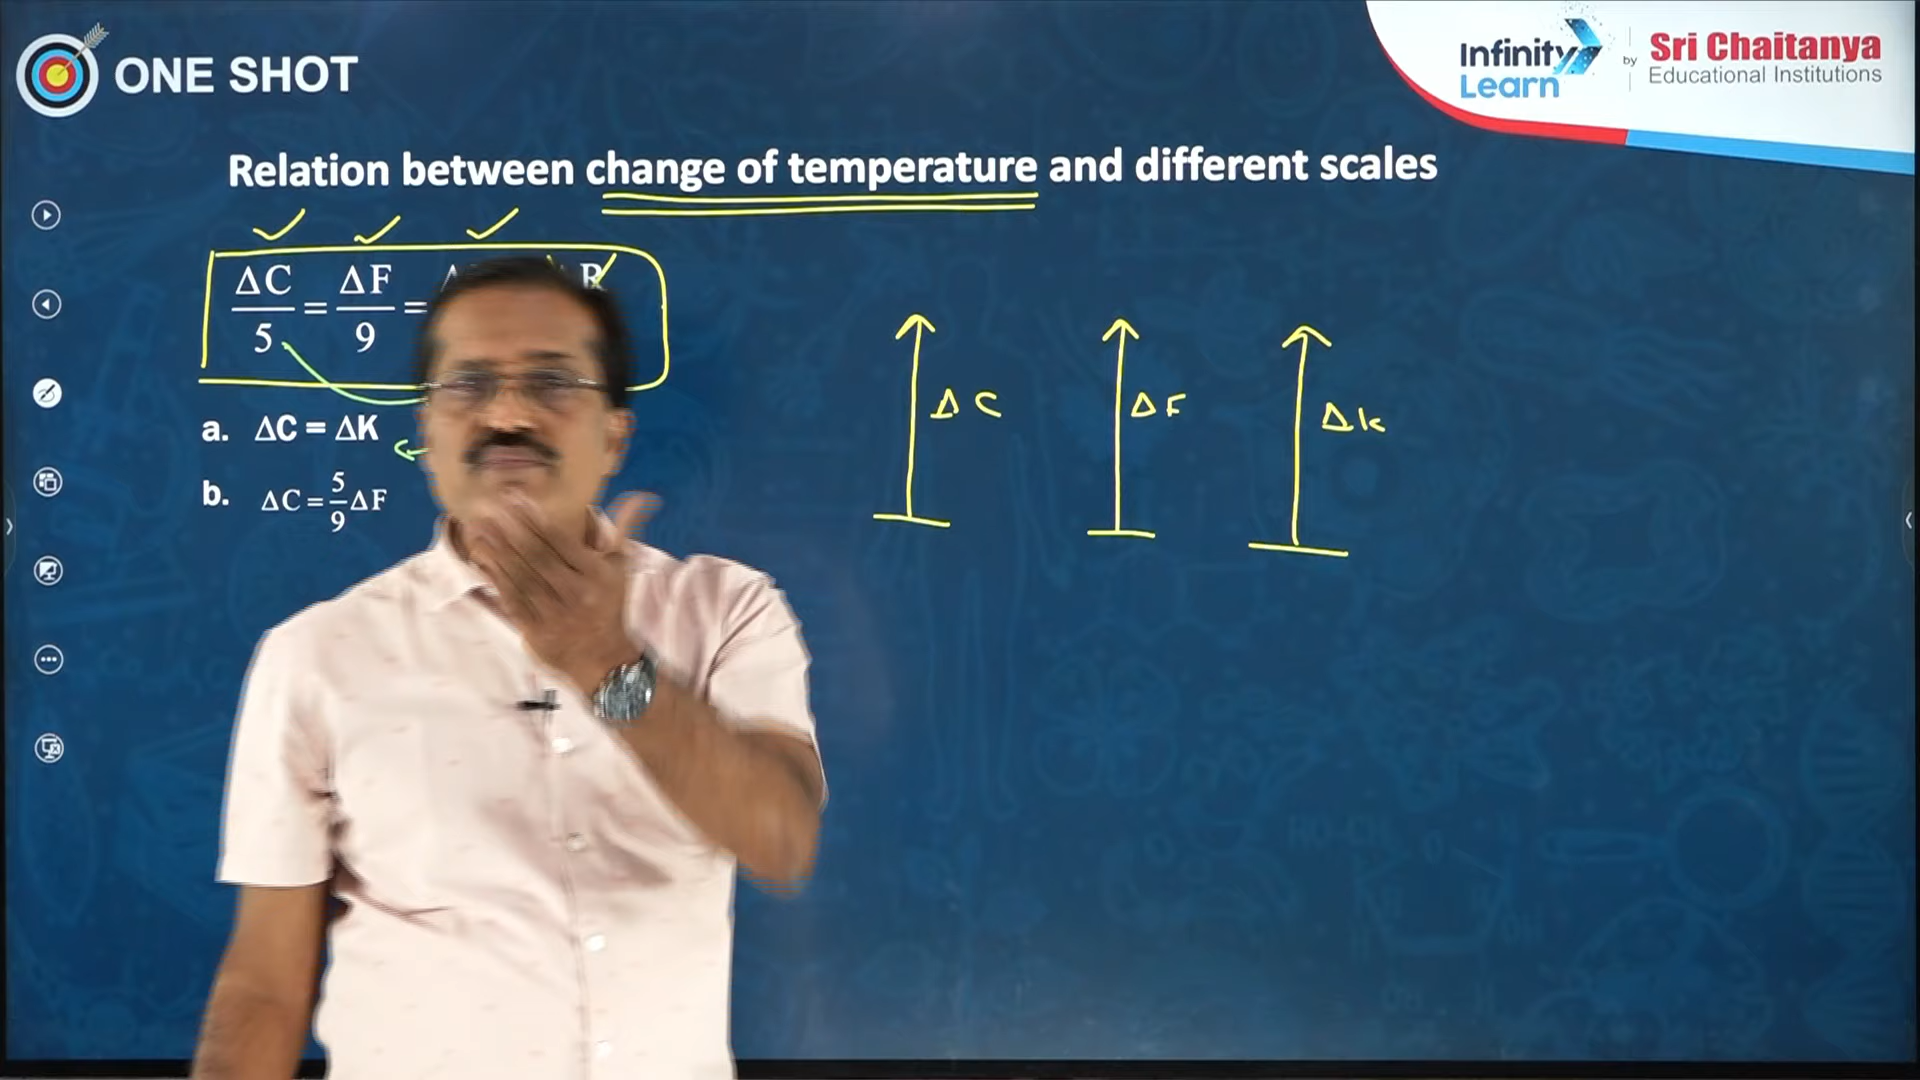 ONE SHOT
Infinity Learn by Sri Chaitanya Educational Institutions
Relation between change of temperature and different scales
ΔC/5 = ΔF/9 = R
a. ΔC = ΔK
b. ΔC = 5/9 ΔF
ΔC ΔF ΔK